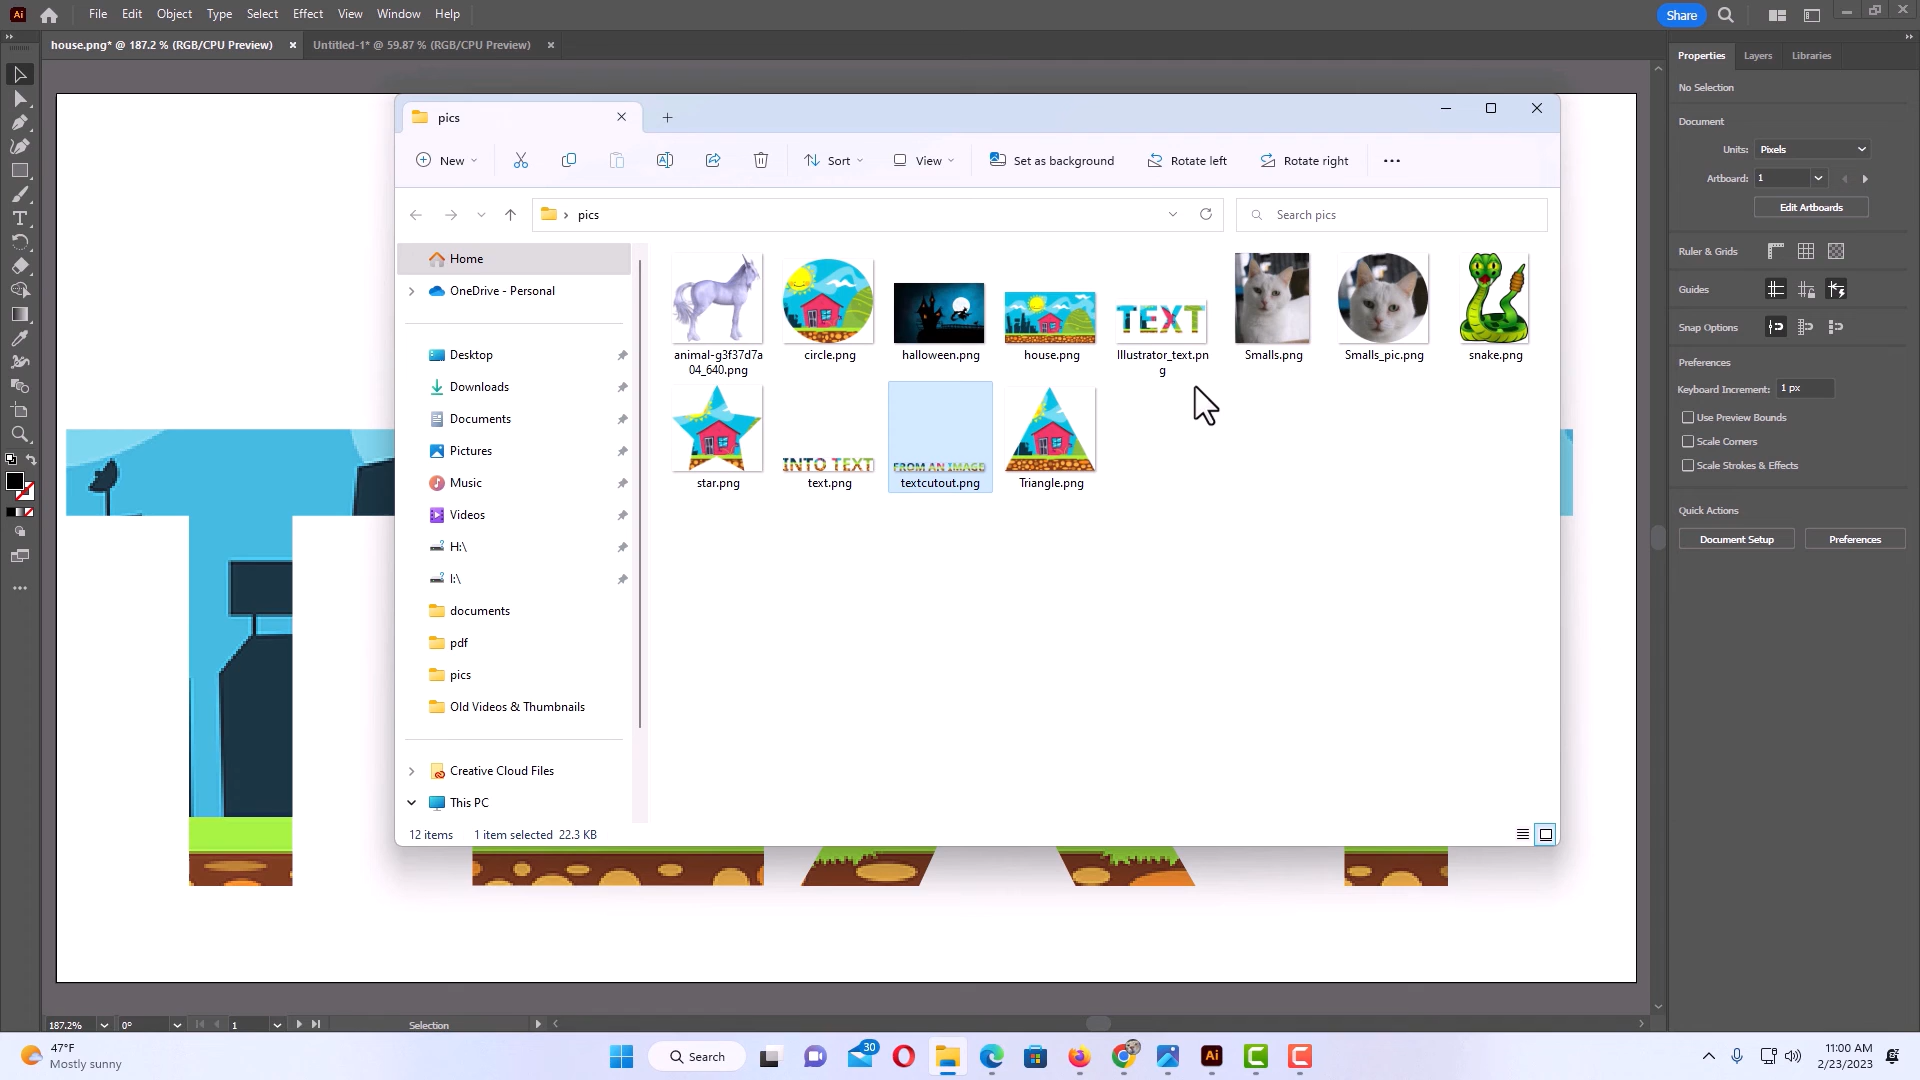 Ai
File Edit Object Type Select Effect View Window Help
Share
house.png* @ 187.2 % (RGB/CPU Preview)
Untitled-1* @ 59.87 % (RGB/CPU Preview)
pics
New
Sort
View
Set as background
Rotate left
Rotate right
pics
Search pics
Home
OneDrive - Personal
Desktop
Downloads
Documents
Pictures
Music
Videos
H:\
I:\
documents
pdf
pics
Old Videos & Thumbnails
Creative Cloud Files
This PC
TEXT
animal-g3f37d7a
04_640.png
circle.png
halloween.png
house.png
Illustrator_text.pn
g
Smalls.png
Smalls_pic.png
snake.png
INTO TEXT
FROM AN IMAGE
star.png
text.png
textcutout.png
Triangle.png
12 items
1 item selected 22.3 KB
T
Properties
Layers
Libraries
No Selection
Document
Units:
Pixels
Artboard:
1
Edit Artboards
Ruler & Grids
Guides
Snap Options
Preferences
Keyboard Increment:
1 px
Use Preview Bounds
Scale Corners
Scale Strokes & Effects
Quick Actions
Document Setup
Preferences
187.2%
0°
1
Selection
47°F
Mostly sunny
Search
30
Ai
11:00 AM
2/23/2023